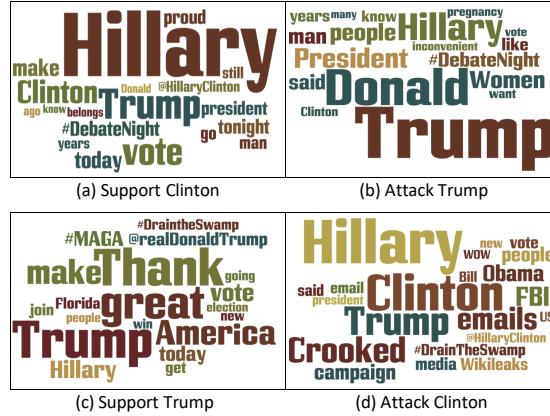 proud
Hillary
make
still
Clinton
Donald
@HillaryClinton
Trump
president
ago
know
belongs
#DebateNight
go
tonight
years
man
today
vote
(a) Support Clinton
years
many
know
pregnancy
Hillary
vote
man
people
inconvenient
like
President
#DebateNight
said
Donald
Women
want
Clinton
Trump
(b) Attack Trump
#DraintheSwamp
#MAGA
@realDonaldTrump
make
Thank
going
join
Florida
great
vote
election
people
new
Trump
win
America
today
Hillary
get
(c) Support Trump
Hillary
new
vote
wow
people
Bill
Obama
said
email
Clinton
FBI
president
Trump
emails
US
@HillaryClinton
Crooked
#DrainTheSwamp
campaign
media
Wikileaks
(d) Attack Clinton